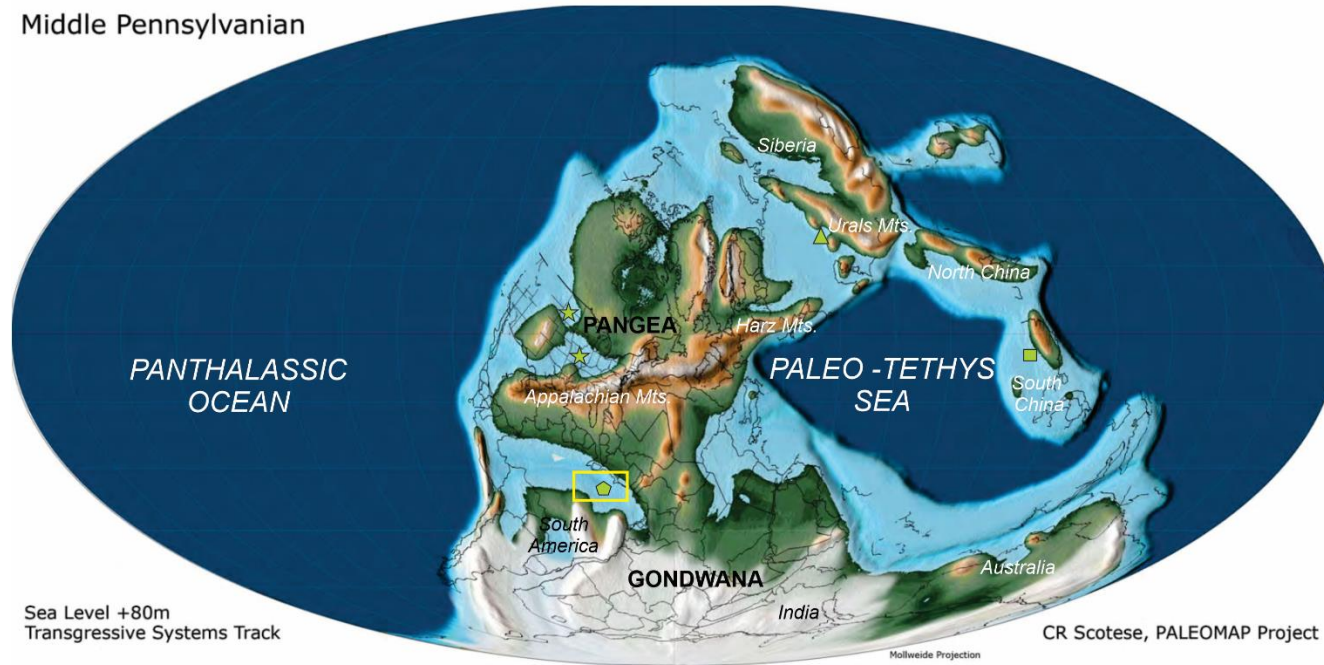 Middle Pennsylvanian
Siberia
Urals Mts.
North China
PANGEA
Harz Mts.
PANTHALASSIC
OCEAN
PALEO -TETHYS
SEA
South
China
Appalachian Mts.
South
America
GONDWANA
Australia
India
Sea Level +80m
Transgressive Systems Track
CR Scotese, PALEOMAP Project
Mollweide Projection